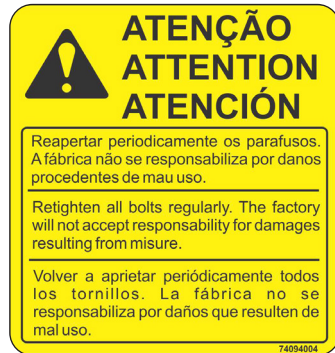 ATENÇÃO
ATTENTION
ATENCIÓN
Reapertar periodicamente os parafusos.
A fábrica não se responsabiliza por danos
procedentes de mau uso.
Retighten all bolts regularly. The factory
will not accept responsability for damages
resulting from misure.
Volver a aprietar periódicamente todos
los tornillos. La fábrica no se
responsabiliza por daños que resulten de
mal uso.
74094004